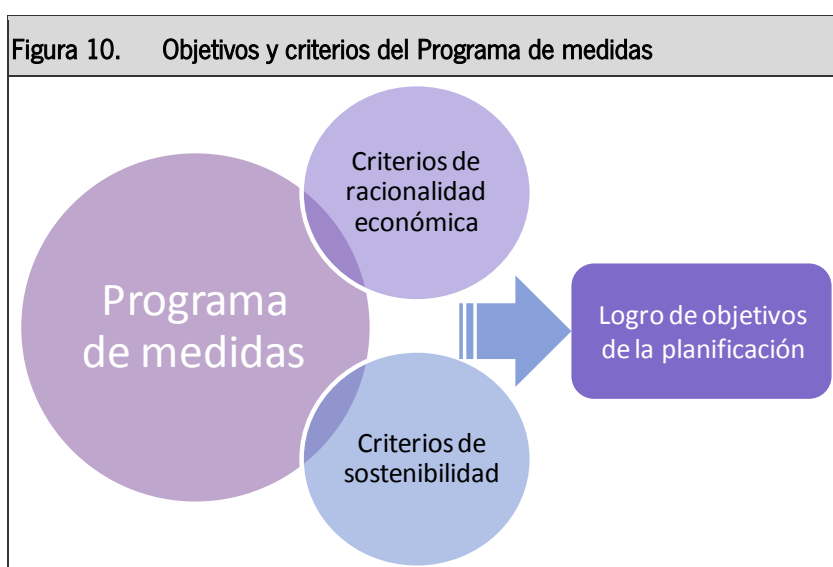 Figura 10. Objetivos y criterios del Programa de medidas
Criterios de
racionalidad
económica
Programa
de medidas
Logro de objetivos
de la planificación
Criterios de
sostenibilidad